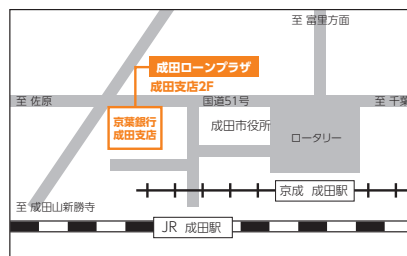 至 富里方面
成田ローンプラザ
成田支店2F
至 佐原
国道51号
至 千葉
京葉銀行
成田支店
成田市役所
ロータリー
京成 成田駅
至 成田山新勝寺
JR 成田駅